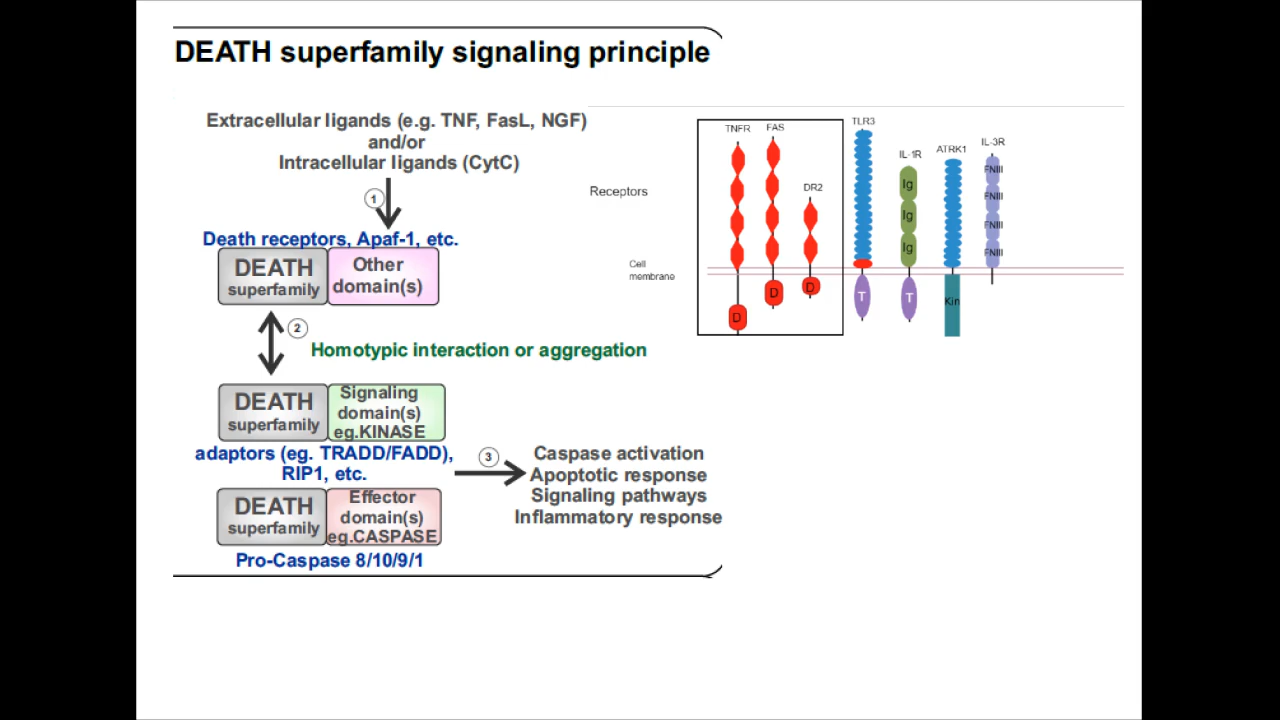 DEATH superfamily signaling principle
Extracellular ligands (e.g. TNF, FasL, NGF)
and/or
Intracellular ligands (CytC)
1
Death receptors, Apaf-1, etc.
DEATH
superfamily
Other
domain(s)
2
Homotypic interaction or aggregation
DEATH
superfamily
Signaling
domain(s)
eg.KINASE
adaptors (eg. TRADD/FADD),
RIP1, etc.
3
Caspase activation
Apoptotic response
Signaling pathways
Inflammatory response
DEATH
superfamily
Effector
domain(s)
eg.CASPASE
Pro-Caspase 8/10/9/1
Receptors
Cell
membrane
TNFR
FAS
DR2
TLR3
IL-1R
ATRK1
IL-3R
Ig
Ig
Ig
FNIII
FNIII
FNIII
FNIII
D
D
D
T
T
Kin